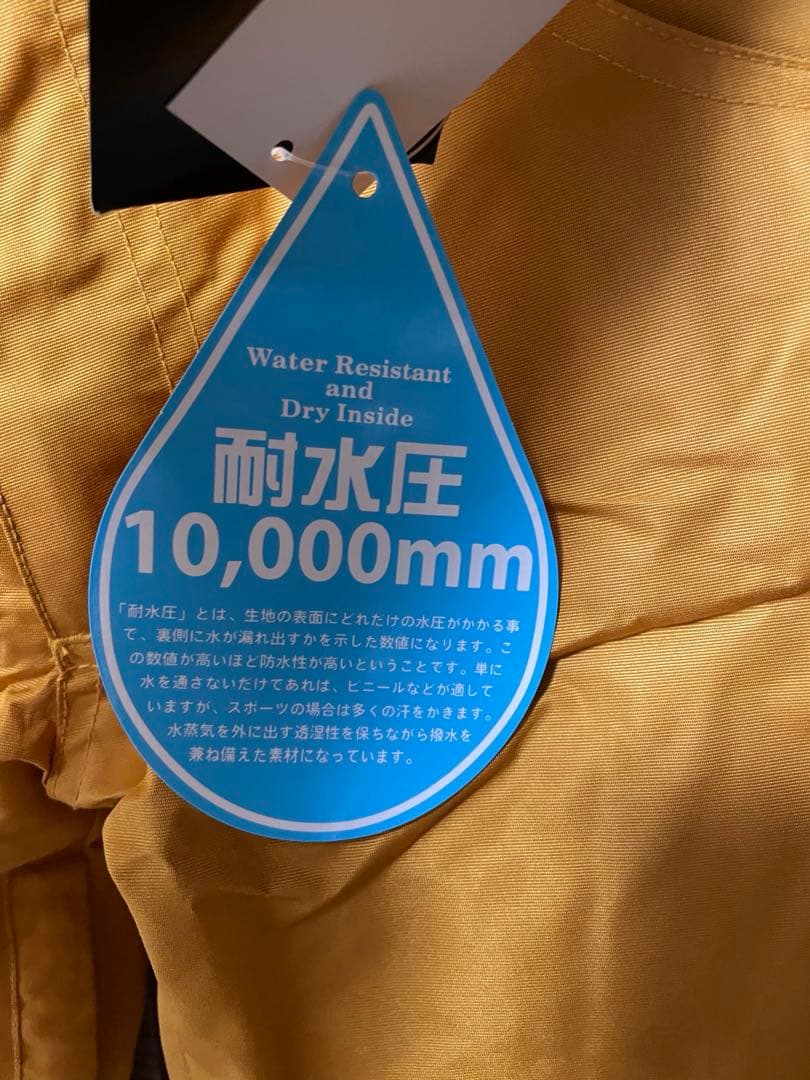 Water Resistant
and
Dry Inside
耐水圧
10,000mm
「耐水圧」とは、生地の表面にどれだけの水圧がかかる事
で、裏側に水が漏れ出すかを示した数値になります。こ
の数値が高いほど防水性が高いということです。単に
水を通さないだけであれば、ビニールなどが適して
いますが、スポーツの場合は多くの汗をかきます。
水蒸気を外に出す透湿性を保ちながら撥水を
兼ね備えた素材になっています。